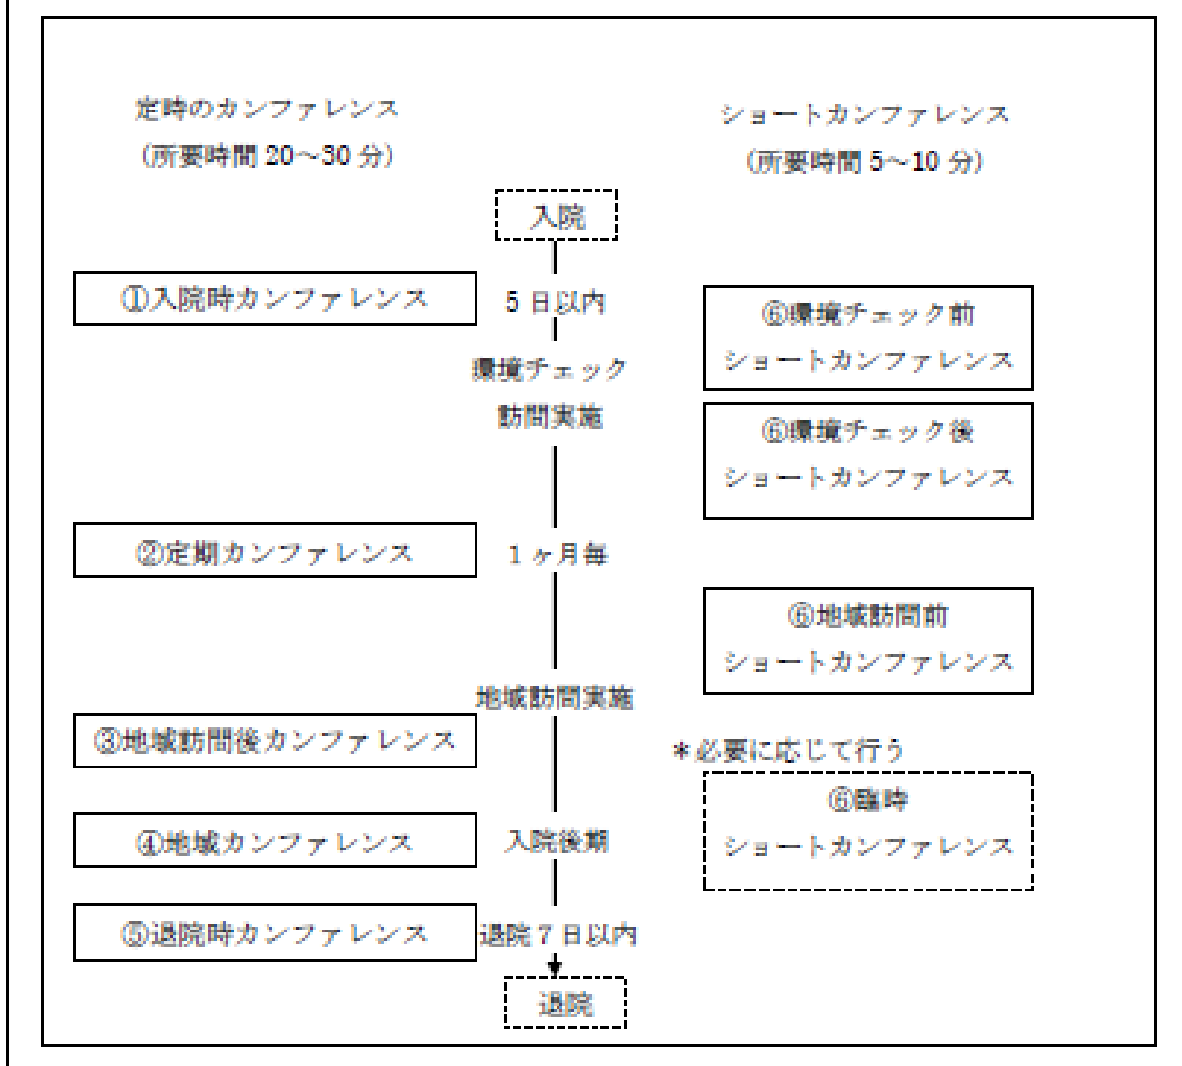 定時のカンファレンス
(所要時間 20～30 分)
ショートカンファレンス
(所要時間 5～10 分)
入院
①入院時カンファレンス
5 日以内
⑥環境チェック前
ショートカンファレンス
環境チェック
訪問実施
⑥環境チェック後
ショートカンファレンス
②定期カンファレンス
1 ヶ月毎
⑥地域訪問前
ショートカンファレンス
地域訪問実施
③地域訪問後カンファレンス
＊必要に応じて行う
⑥臨時
ショートカンファレンス
④地域カンファレンス
入院後期
⑤退院時カンファレンス
退院７日以内
退院